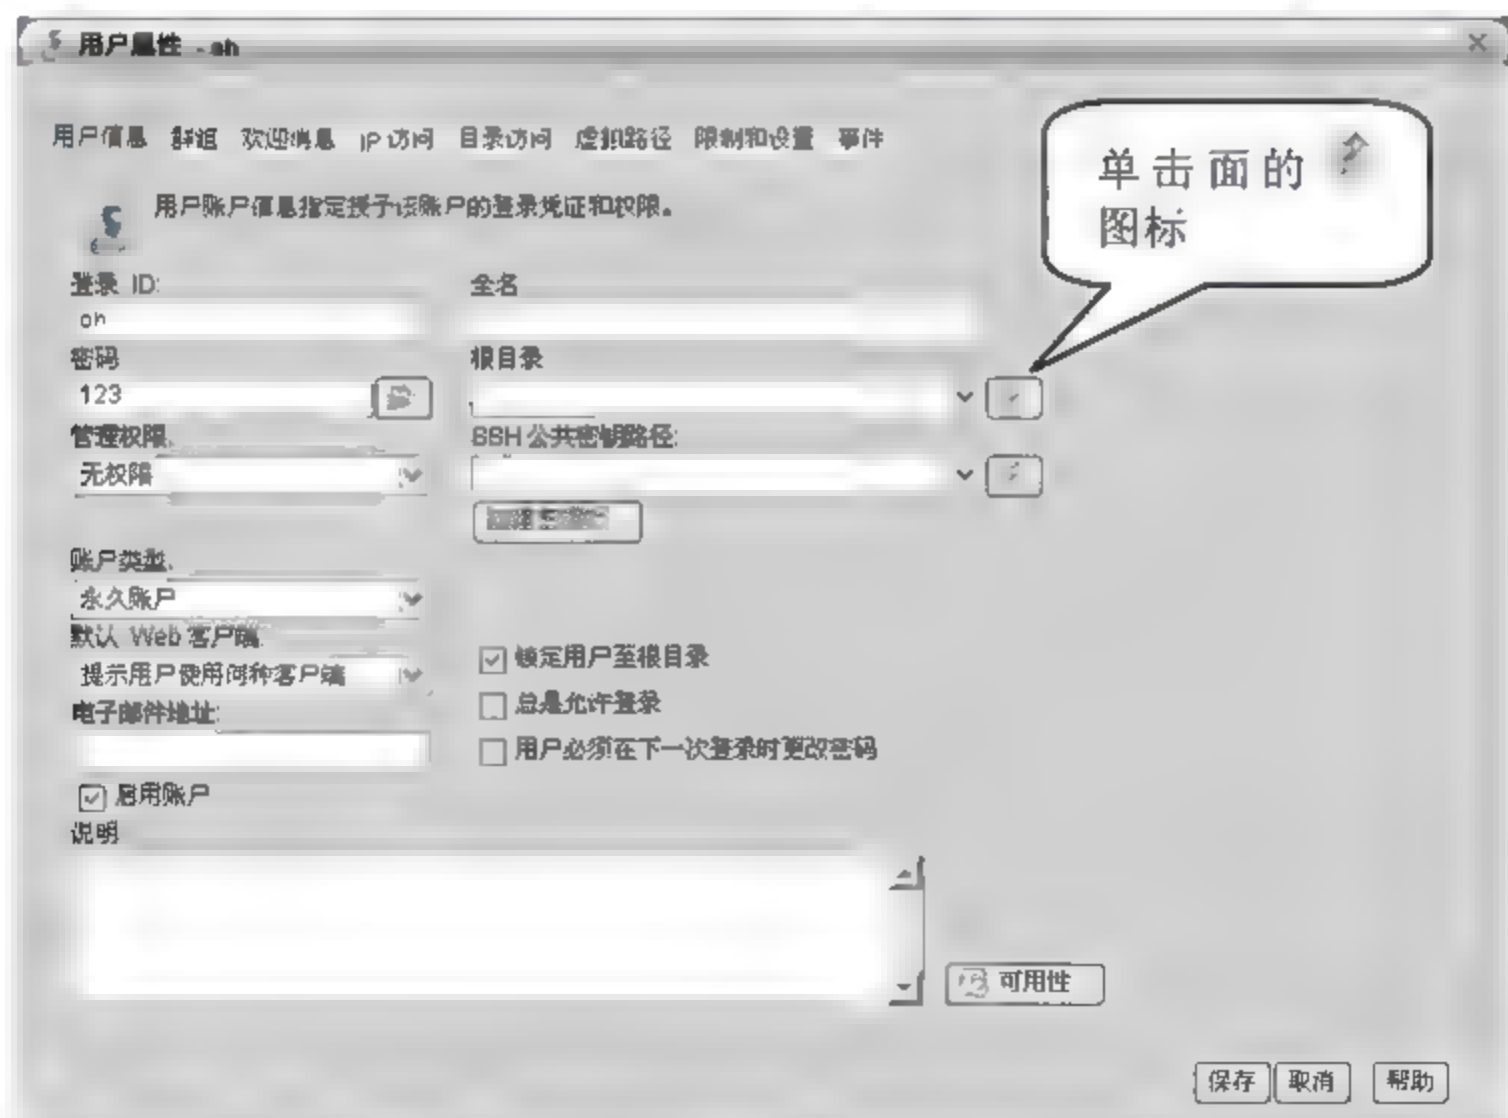 用户属性 - oh
用户信息 群组 欢迎消息 IP 访问 目录访问 虚拟路径 限制和设置 事件
单击面的
图标
用户账户信息指定授予该账户的登录凭证和权限。
登录 ID:
全名
oh
密码
根目录
123
管理权限
SSH 公共密钥路径:
无权限
账户类型
永久账户
默认 Web 客户端:
提示用户使用何种客户端
锁定用户至根目录
电子邮件地址:
总是允许登录
用户必须在下一次登录时更改密码
启用账户
说明
可用性
保存 取消 帮助